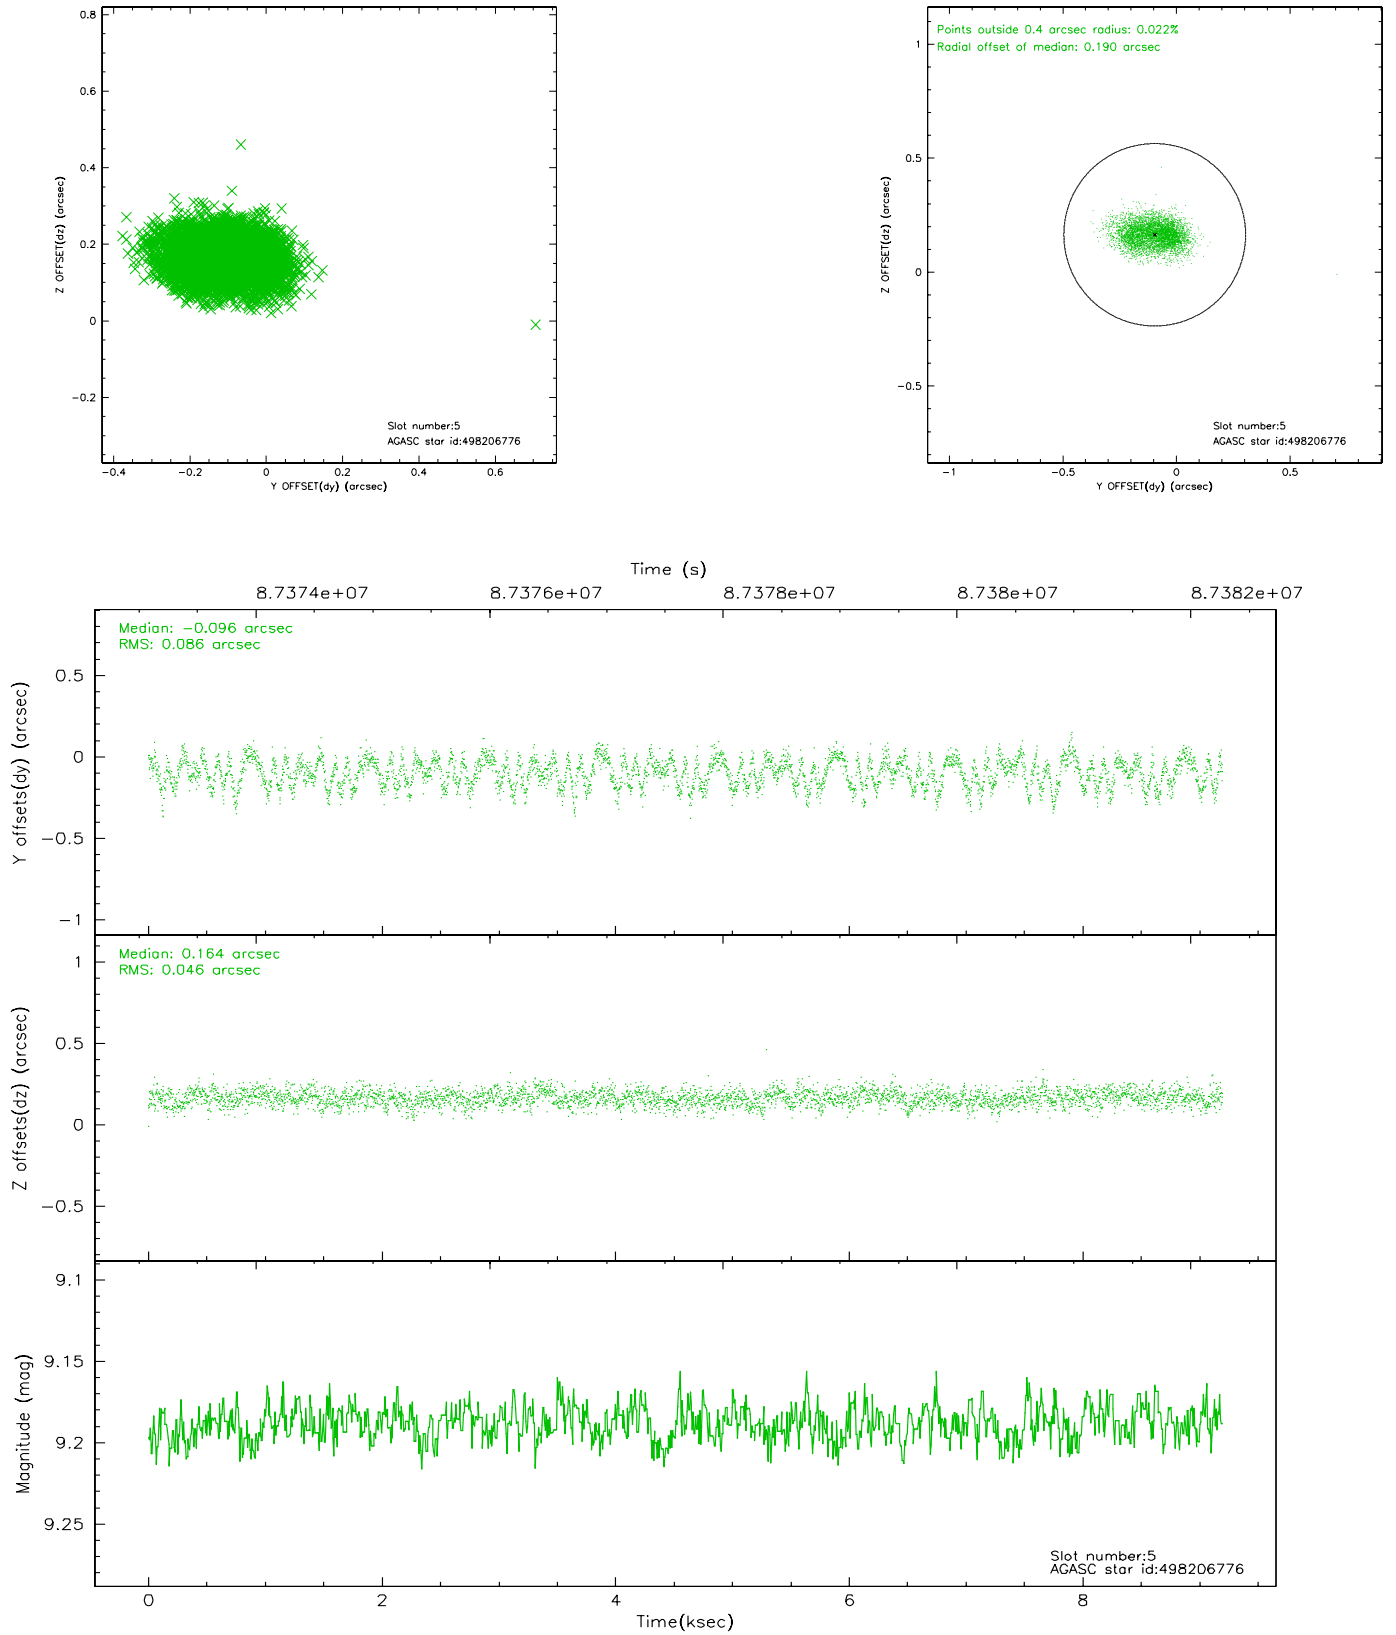 0.8
0.6
0.4
0.2
0
-0.2
-0.4
-0.2
0
0.2
0.4
0.6
Z OFFSET(dz) (arcsec)
Y OFFSET(dy) (arcsec)
Slot number:5
AGASC star id:498206776
Points outside 0.4 arcsec radius: 0.022%
Radial offset of median: 0.190 arcsec
1
0.5
0
-0.5
-1
-0.5
0
0.5
1
Z OFFSET(dz) (arcsec)
Y OFFSET(dy) (arcsec)
Slot number:5
AGASC star id:498206776
Time (s)
8.7374e+07
8.7376e+07
8.7378e+07
8.738e+07
8.7382e+07
Median: -0.096 arcsec
RMS: 0.086 arcsec
0.5
0
-0.5
-1
Y offsets(dy) (arcsec)
Median: 0.164 arcsec
RMS: 0.046 arcsec
1
0.5
0
-0.5
Z offsets(dz) (arcsec)
9.1
9.15
9.2
9.25
Magnitude (mag)
Slot number:5
AGASC star id:498206776
0
2
4
6
8
Time(ksec)